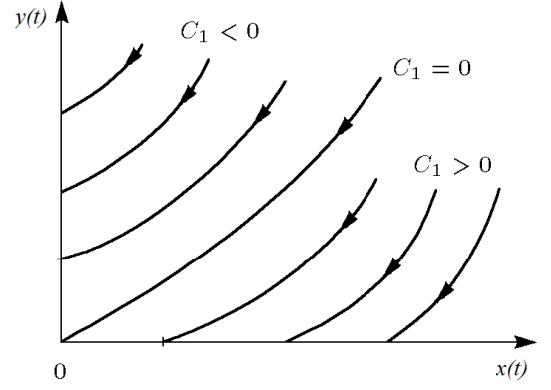 y(t)
C₁ < 0
C₁ = 0
C₁ > 0
0
x(t)